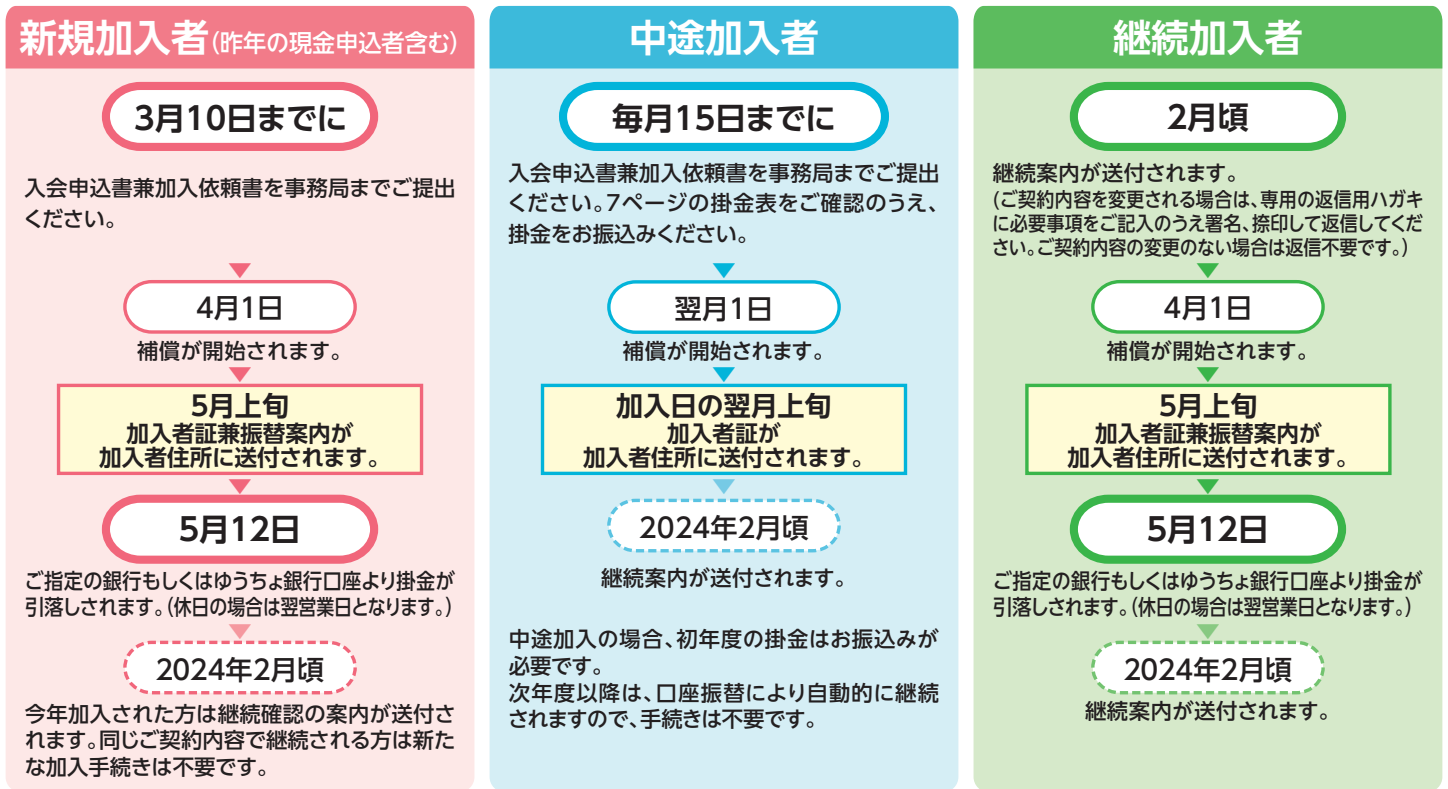 新規加入者(昨年の現金申込者含む)
3月10日までに
入会申込書兼加入依頼書を事務局までご提出
ください。
4月1日
補償が開始されます。
5月上旬
加入者証兼振替案内が
加入者住所に送付されます。
5月12日
ご指定の銀行もしくはゆうちょ銀行口座より掛金が
引落しされます。(休日の場合は翌営業日となります。)
2024年2月頃
今年加入された方は継続確認の案内が送付さ
れます。同じご契約内容で継続される方は新た
な加入手続きは不要です。
中途加入者
毎月15日までに
入会申込書兼加入依頼書を事務局までご提出
ください。7ページの掛金表をご確認のうえ、
掛金をお振込みください。
翌月1日
補償が開始されます。
加入日の翌月上旬
加入者証が
加入者住所に送付されます。
2024年2月頃
継続案内が送付されます。
中途加入の場合、初年度の掛金はお振込みが
必要です。
次年度以降は、口座振替により自動的に継続
されますので、手続きは不要です。
継続加入者
2月頃
継続案内が送付されます。
(ご契約内容を変更される場合は、専用の返信用ハガキ
に必要事項をご記入のうえ署名、捺印して返信してくだ
さい。ご契約内容の変更のない場合は返信不要です。)
4月1日
補償が開始されます。
5月上旬
加入者証兼振替案内が
加入者住所に送付されます。
5月12日
ご指定の銀行もしくはゆうちょ銀行口座より掛金が
引落しされます。(休日の場合は翌営業日となります。)
2024年2月頃
継続案内が送付されます。